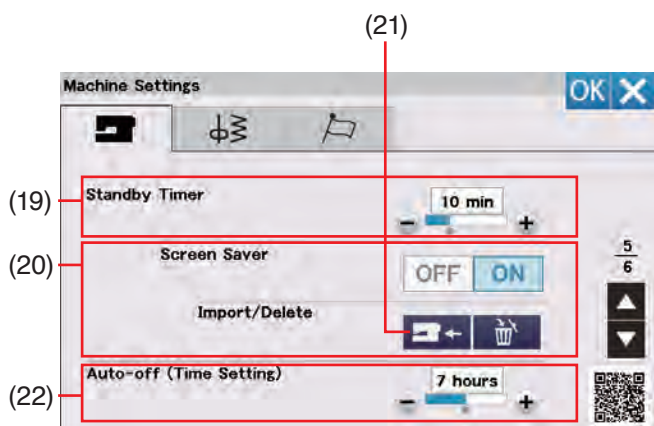 (21)
Machine Settings
OK X
(19)
Standby Timer
10 min
- +
(20)
Screen Saver
OFF ON
5
6
Import/Delete
(22)
Auto-off (Time Setting)
7 hours
- +